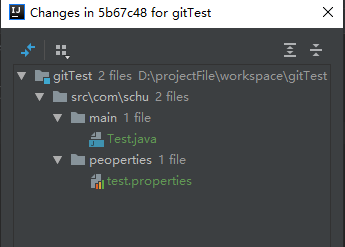 Changes in 5b67c48 for gitTest
gitTest 2 files D:\projectFile\workspace\gitTest
src\com\schu 2 files
main 1 file
Test.java
peoperties 1 file
test.properties